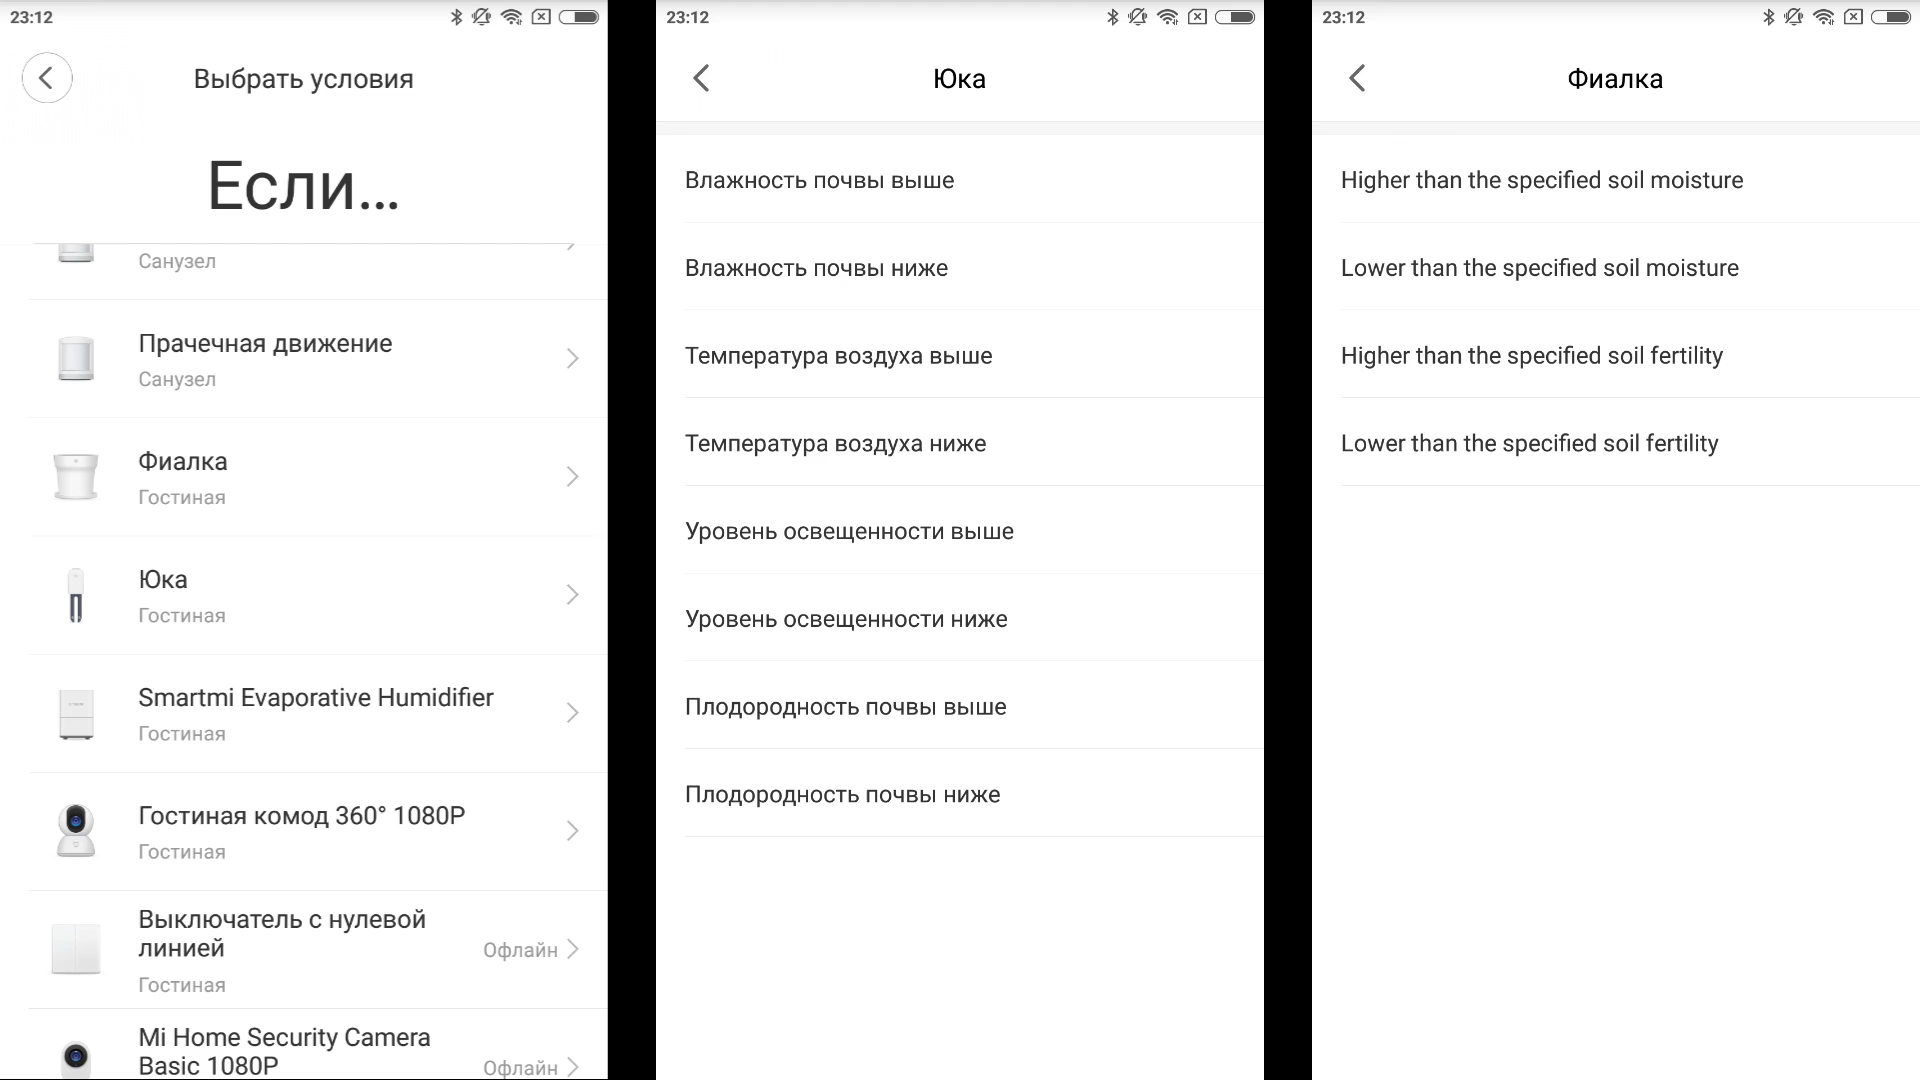 23:12
Выбрать условия
Если...
Санузел
Прачечная движение
Санузел
Фиалка
Гостиная
Юка
Гостиная
Smartmi Evaporative Humidifier
Гостиная
Гостиная комод 360° 1080P
Гостиная
Выключатель с нулевой
линией
Офлайн
Гостиная
Mi Home Security Camera
Basic 1080P
Офлайн
23:12
Юка
Влажность почвы выше
Влажность почвы ниже
Температура воздуха выше
Температура воздуха ниже
Уровень освещенности выше
Уровень освещенности ниже
Плодородность почвы выше
Плодородность почвы ниже
23:12
Фиалка
Higher than the specified soil moisture
Lower than the specified soil moisture
Higher than the specified soil fertility
Lower than the specified soil fertility